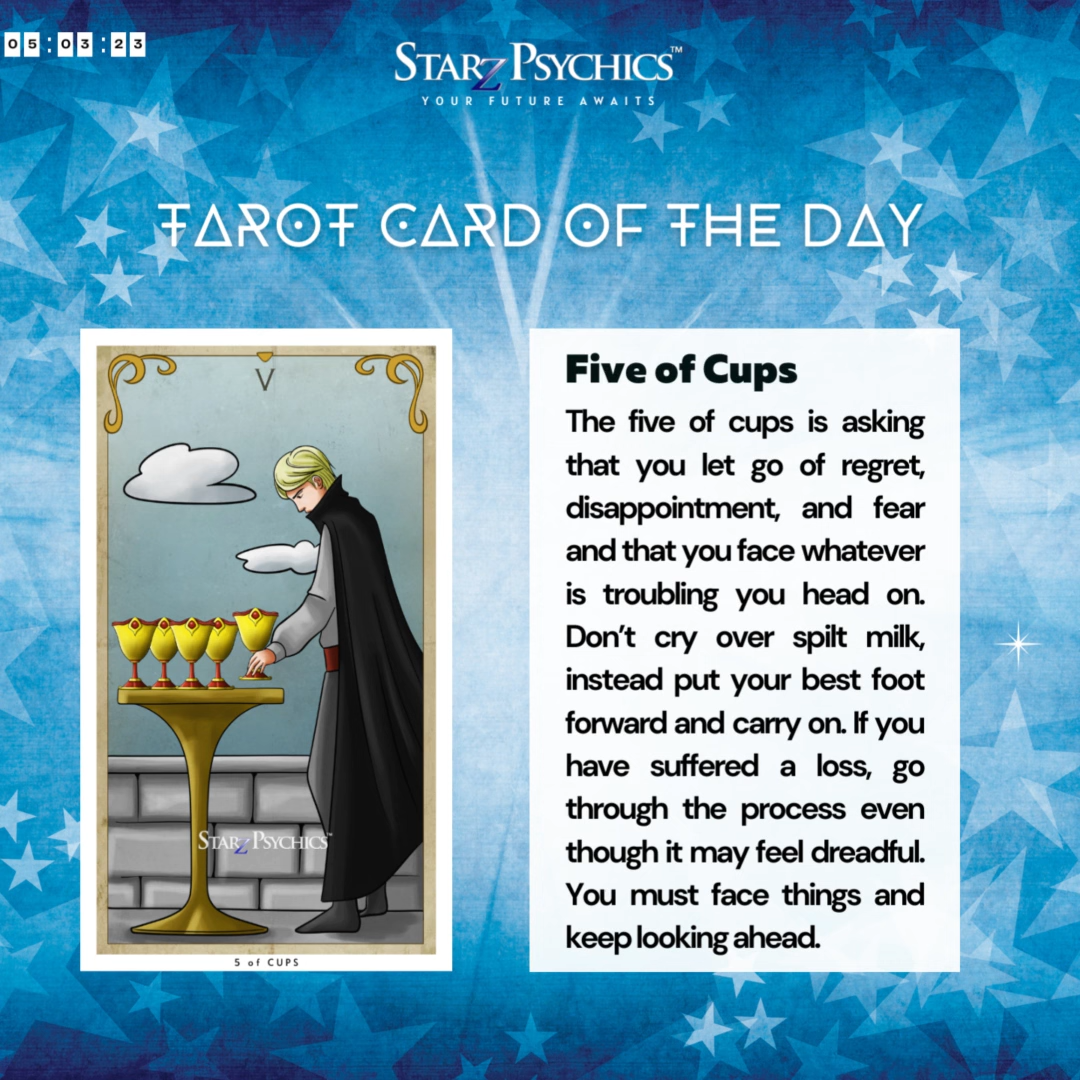 05:03:23
STARZ PSYCHICS™
YOUR FUTURE AWAITS
TAROT CARD OF THE DAY
V
STARZ PSYCHICS™
5 of CUPS
Five of Cups
The five of cups is asking
that you let go of regret,
disappointment, and fear
and that you face whatever
is troubling you head on.
Don't cry over spilt milk,
instead put your best foot
forward and carry on. If you
have suffered a loss, go
through the process even
though it may feel dreadful.
You must face things and
keep looking ahead.